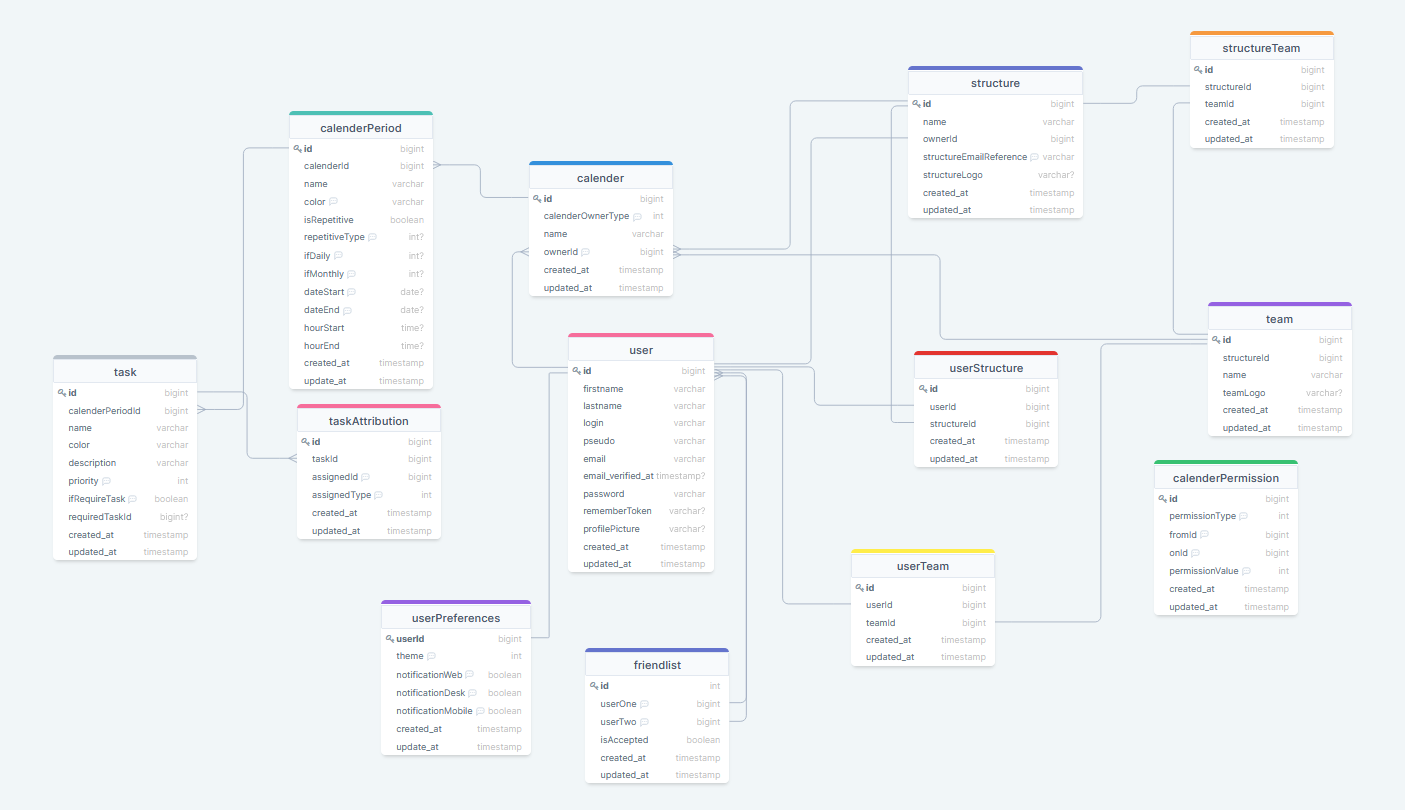 structureTeam
id bigint
structureId bigint
teamId bigint
created_at timestamp
updated_at timestamp
structure
id bigint
name varchar
ownerId bigint
structureEmailReference varchar
structureLogo varchar?
created_at timestamp
updated_at timestamp
calenderPeriod
id bigint
calenderId bigint
name varchar
color varchar
isRepetitive boolean
repetitiveType int?
ifDaily int?
ifMonthly int?
dateStart date?
dateEnd date?
hourStart time?
hourEnd time?
created_at timestamp
update_at timestamp
calender
id bigint
calenderOwnerType int
name varchar
ownerId bigint
created_at timestamp
updated_at timestamp
team
id bigint
structureId bigint
name varchar
teamLogo varchar?
created_at timestamp
updated_at timestamp
user
id bigint
firstname varchar
lastname varchar
login varchar
pseudo varchar
email varchar
email_verified_at timestamp?
password varchar
rememberToken varchar?
profilePicture varchar?
created_at timestamp
updated_at timestamp
userStructure
id bigint
userId bigint
structureId bigint
created_at timestamp
updated_at timestamp
task
id bigint
calenderPeriodId bigint
name varchar
color varchar
description varchar
priority int
ifRequireTask boolean
requiredTaskId bigint?
created_at timestamp
updated_at timestamp
taskAttribution
id bigint
taskId bigint
assignedId bigint
assignedType int
created_at timestamp
updated_at timestamp
calenderPermission
id bigint
permissionType int
fromId bigint
onId bigint
permissionValue int
created_at timestamp
updated_at timestamp
userTeam
id bigint
userId bigint
teamId bigint
created_at timestamp
updated_at timestamp
userPreferences
userId bigint
theme int
notificationWeb boolean
notificationDesk boolean
notificationMobile boolean
created_at timestamp
update_at timestamp
friendlist
id int
userOne bigint
userTwo bigint
isAccepted boolean
created_at timestamp
updated_at timestamp